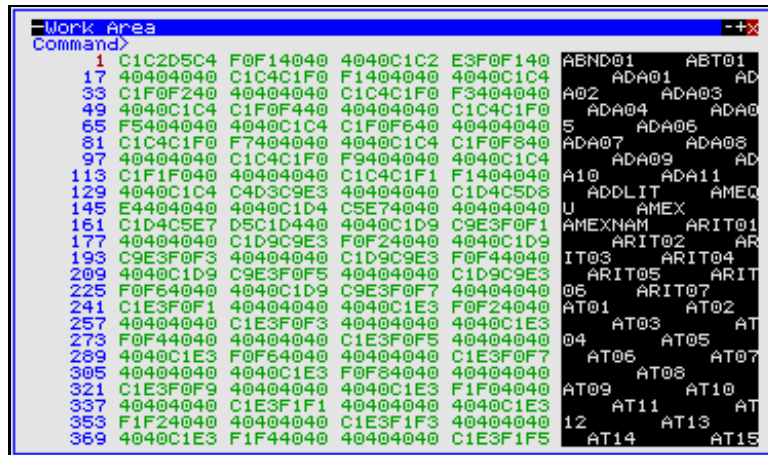 -Work Area -+x
Command>
1 C1C2D5C4 F0F14040 4040C1C2 E3F0F140 ABND01    ABT01
17 40404040 C1C4C1F0 F1404040 4040C1C4     ADA01     AD
33 C1F0F240 40404040 C1C4C1F0 F3404040 A02     ADA03
49 4040C1C4 C1F0F440 40404040 C1C4C1F0   ADA04     ADA0
65 F5404040 4040C1C4 C1F0F640 40404040 5     ADA06
81 C1C4C1F0 F7404040 4040C1C4 C1F0F840 ADA07     ADA08
97 40404040 C1C4C1F0 F9404040 4040C1C4     ADA09     AD
113 C1F1F040 40404040 C1C4C1F1 F1404040 A10     ADA11
129 4040C1C4 C4D3C9E3 40404040 C1D4C5D8   ADDLIT    AMEQ
145 E4404040 4040C1D4 C5E74040 40404040 U     AMEX
161 C1D4C5E7 D5C1D440 4040C1D9 C9E3F0F1 AMEXNAM   ARIT01
177 40404040 C1D9C9E3 F0F24040 4040C1D9     ARIT02    AR
193 C9E3F0F3 40404040 C1D9C9E3 F0F44040 IT03    ARIT04
209 4040C1D9 C9E3F0F5 40404040 C1D9C9E3   ARIT05    ARIT
225 F0F64040 4040C1D9 C9E3F0F7 40404040 06    ARIT07
241 C1E3F0F1 40404040 4040C1E3 F0F24040 AT01      AT02
257 40404040 C1E3F0F3 40404040 4040C1E3     AT03      AT
273 F0F44040 40404040 C1E3F0F5 40404040 04      AT05
289 4040C1E3 F0F64040 40404040 C1E3F0F7   AT06      AT07
305 40404040 4040C1E3 F0F84040 40404040       AT08
321 C1E3F0F9 40404040 4040C1E3 F1F04040 AT09      AT10
337 40404040 C1E3F1F1 40404040 4040C1E3     AT11      AT
353 F1F24040 40404040 C1E3F1F3 40404040 12      AT13
369 4040C1E3 F1F44040 40404040 C1E3F1F5   AT14      AT15